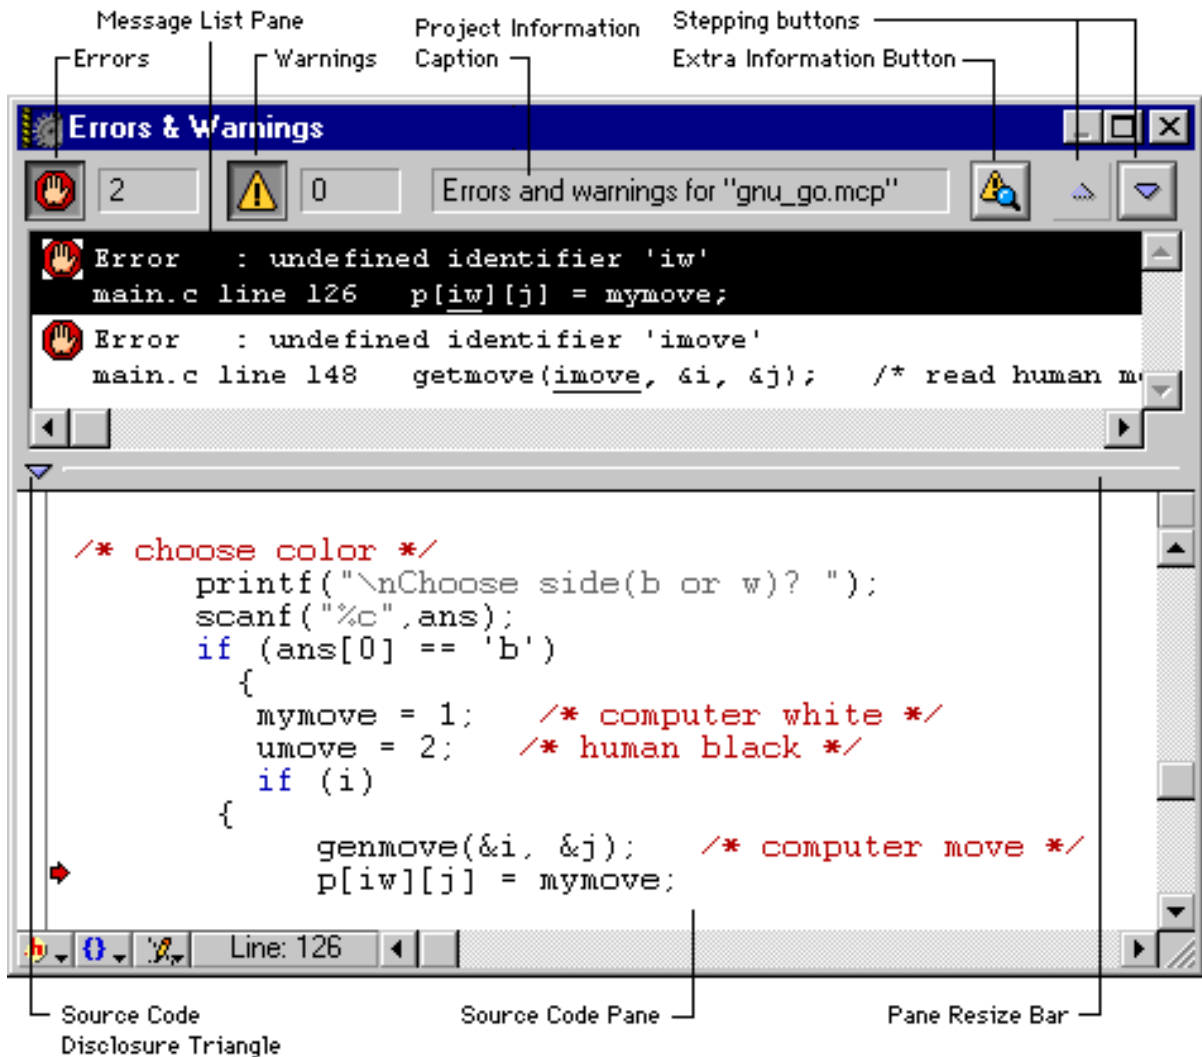 Message List Pane
Project Information Caption
Stepping buttons
Errors
Warnings
Extra Information Button
Errors & Warnings
2
0
Errors and warnings for "gnu_go.mcp"
Error : undefined identifier 'iw'
main.c line 126 p[iw][j] = mymove;
Error : undefined identifier 'imove'
main.c line 148 getmove(imove, &i, &j); /* read human m
/* choose color */
printf("\nChoose side(b or w)? ");
scanf("%c",ans);
if (ans[0] == 'b')
{
mymove = 1; /* computer white */
umove = 2; /* human black */
if (i)
{
genmove(&i, &j); /* computer move */
p[iw][j] = mymove;
h
{}
Line: 126
Source Code
Disclosure Triangle
Source Code Pane
Pane Resize Bar